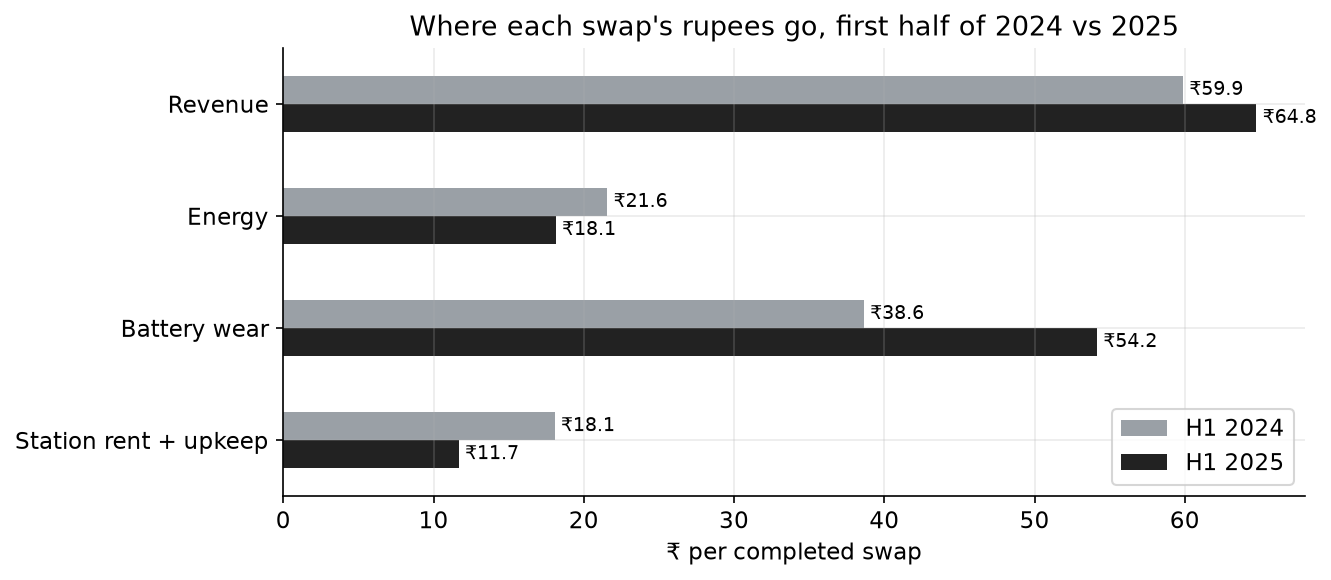 Where each swap's rupees go, first half of 2024 vs 2025
Revenue
₹59.9
₹64.8
Energy
₹21.6
₹18.1
Battery wear
₹38.6
₹54.2
Station rent + upkeep
₹18.1
₹11.7
H1 2024
H1 2025
0 10 20 30 40 50 60
₹ per completed swap